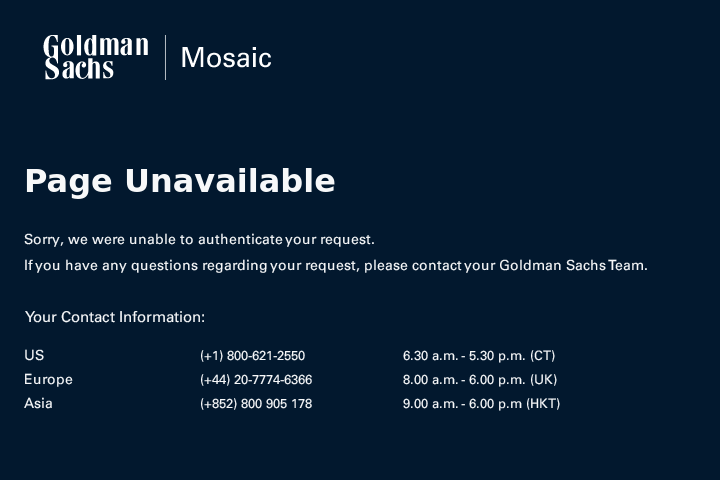 Goldman
Sachs
Mosaic
Page Unavailable
Sorry, we were unable to authenticate your request.
If you have any questions regarding your request, please contact your Goldman Sachs Team.
Your Contact Information:
US (+1) 800-621-2550 6.30 a.m. - 5.30 p.m. (CT)
Europe (+44) 20-7774-6366 8.00 a.m. - 6.00 p.m. (UK)
Asia (+852) 800 905 178 9.00 a.m. - 6.00 p.m (HKT)